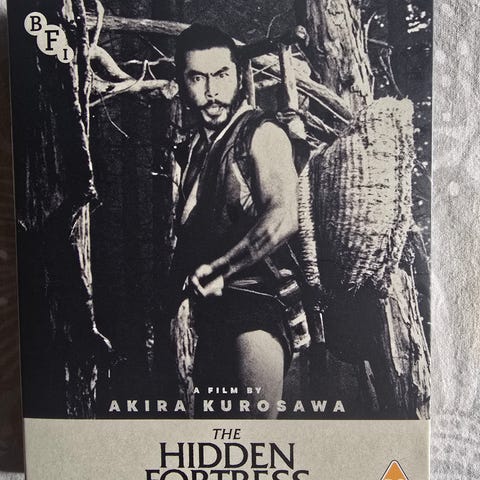 BFI
A FILM BY
AKIRA KUROSAWA
THE
HIDDEN
FORTRESS